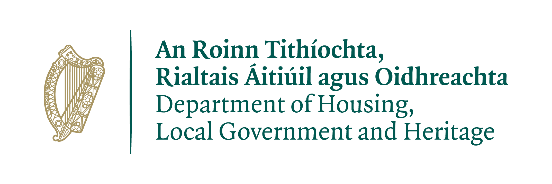 An Roinn Tithíochta,
Rialtais Áitiúil agus Oidhreachta
Department of Housing,
Local Government and Heritage